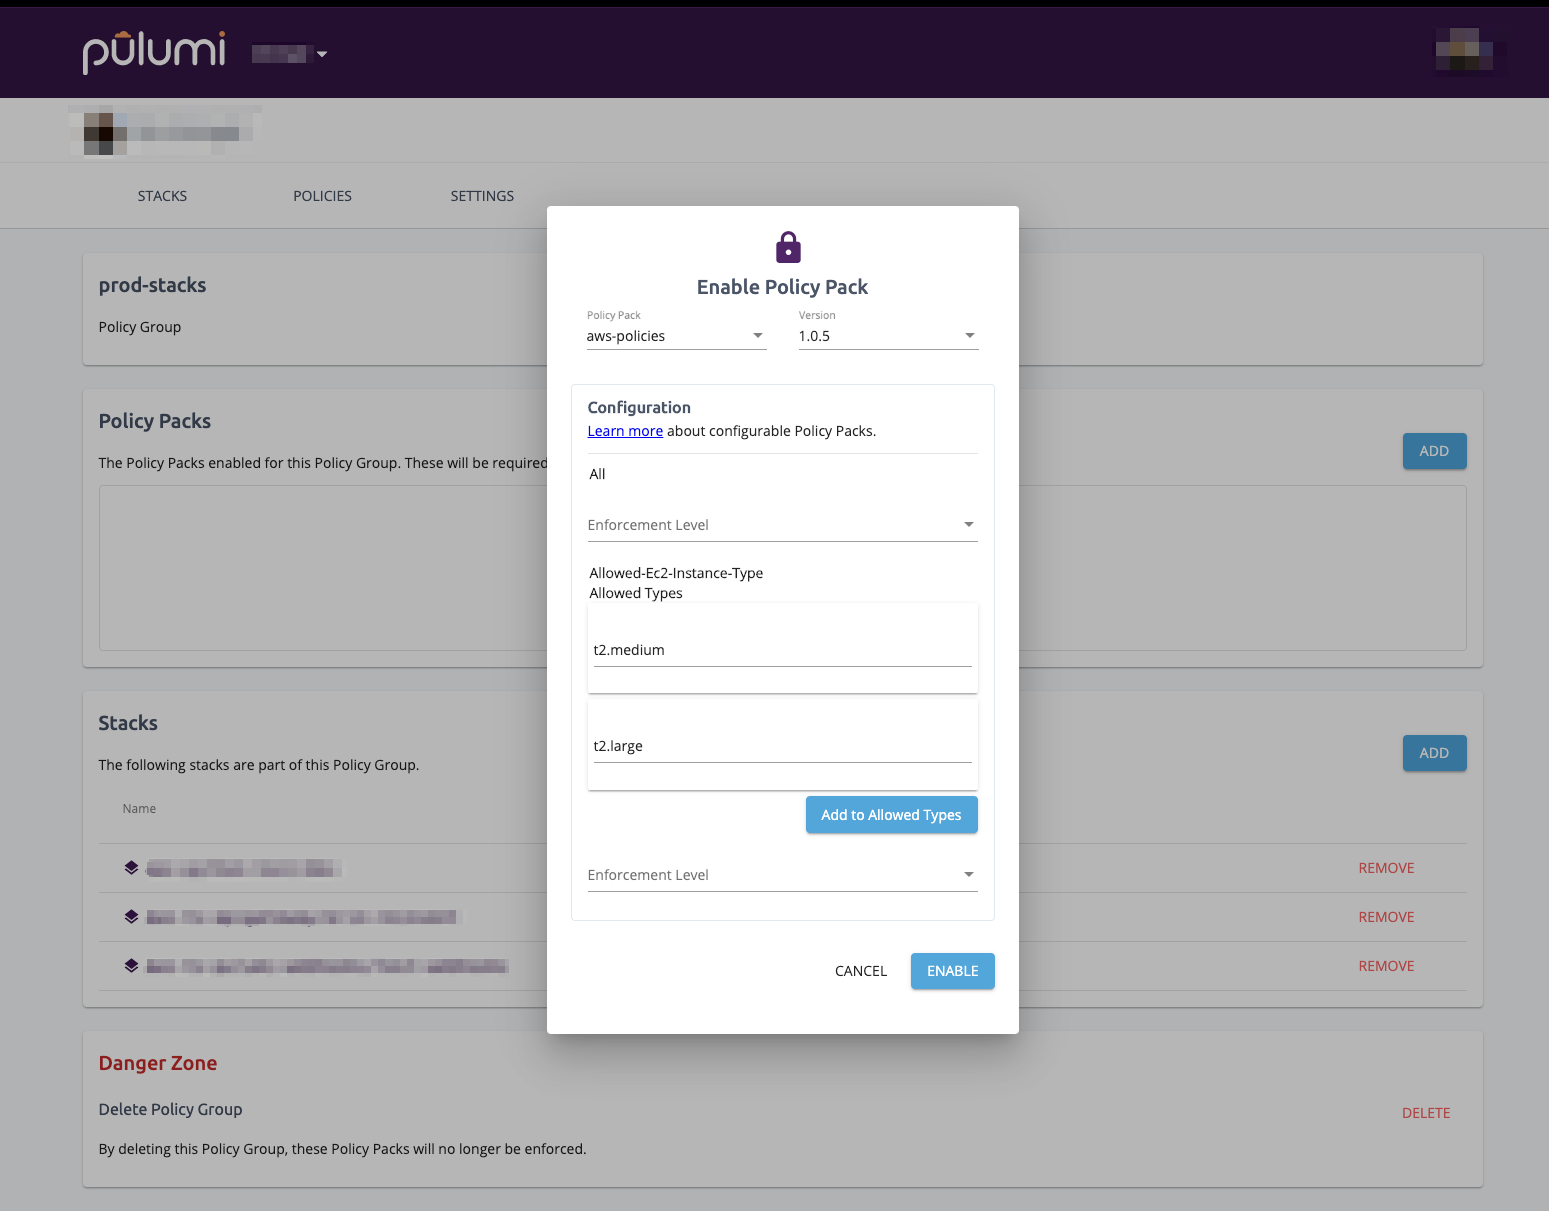 pulumi
STACKS
POLICIES
SETTINGS
prod-stacks
Policy Group
Policy Packs
The Policy Packs enabled for this Policy Group. These will be required
ADD
Stacks
The following stacks are part of this Policy Group.
ADD
Name
REMOVE
REMOVE
REMOVE
Danger Zone
Delete Policy Group
By deleting this Policy Group, these Policy Packs will no longer be enforced.
DELETE
Enable Policy Pack
Policy Pack
aws-policies
Version
1.0.5
Configuration
Learn more about configurable Policy Packs.
All
Enforcement Level
Allowed-Ec2-Instance-Type
Allowed Types
t2.medium
t2.large
Add to Allowed Types
Enforcement Level
CANCEL
ENABLE